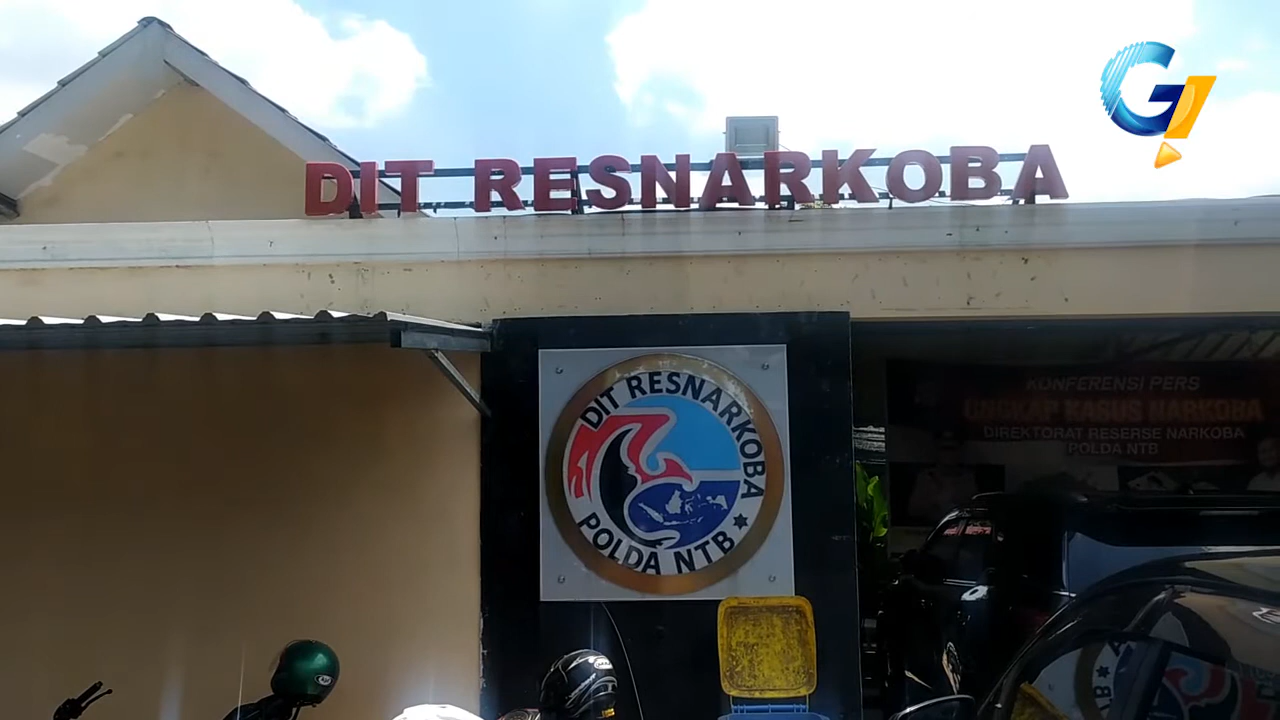 DIT RESNARKOBA
DIT RESNARKOBA
POLDA NTB
KONFERENSI PERS
UNGKAP KASUS NARKOBA
DIREKTORAT RESERSE NARKOBA
POLDA NTB